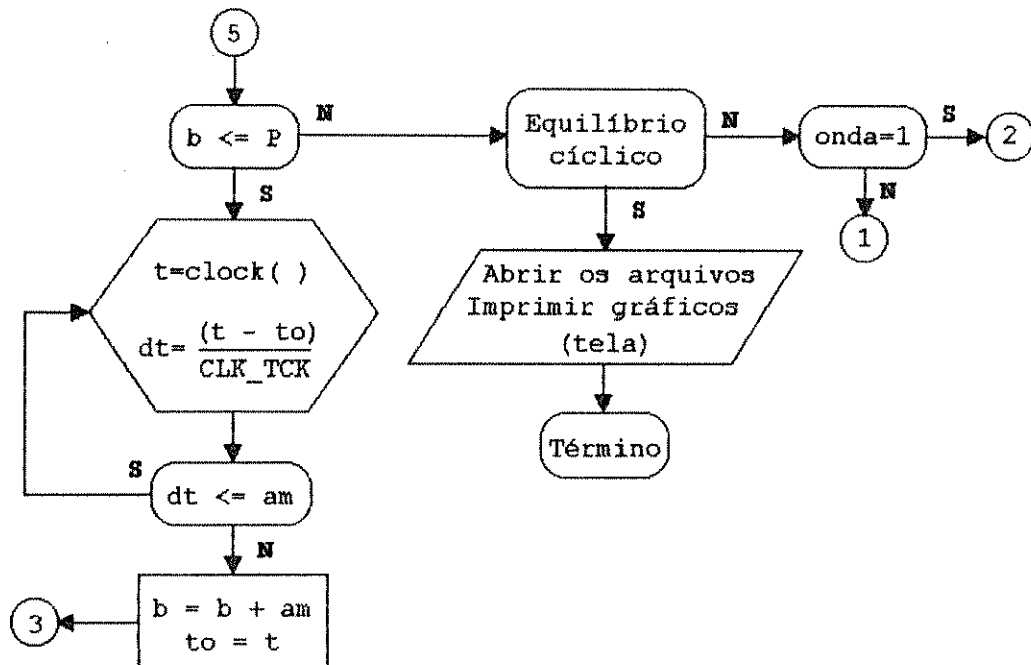 5
b <= P
N
S
Equilíbrio
cíclico
N
S
onda=1
S
2
N
1
t=clock( )
dt= (t - to)
CLK_TCK
Abrir os arquivos
Imprimir gráficos
(tela)
Término
S
dt <= am
N
b = b + am
to = t
3